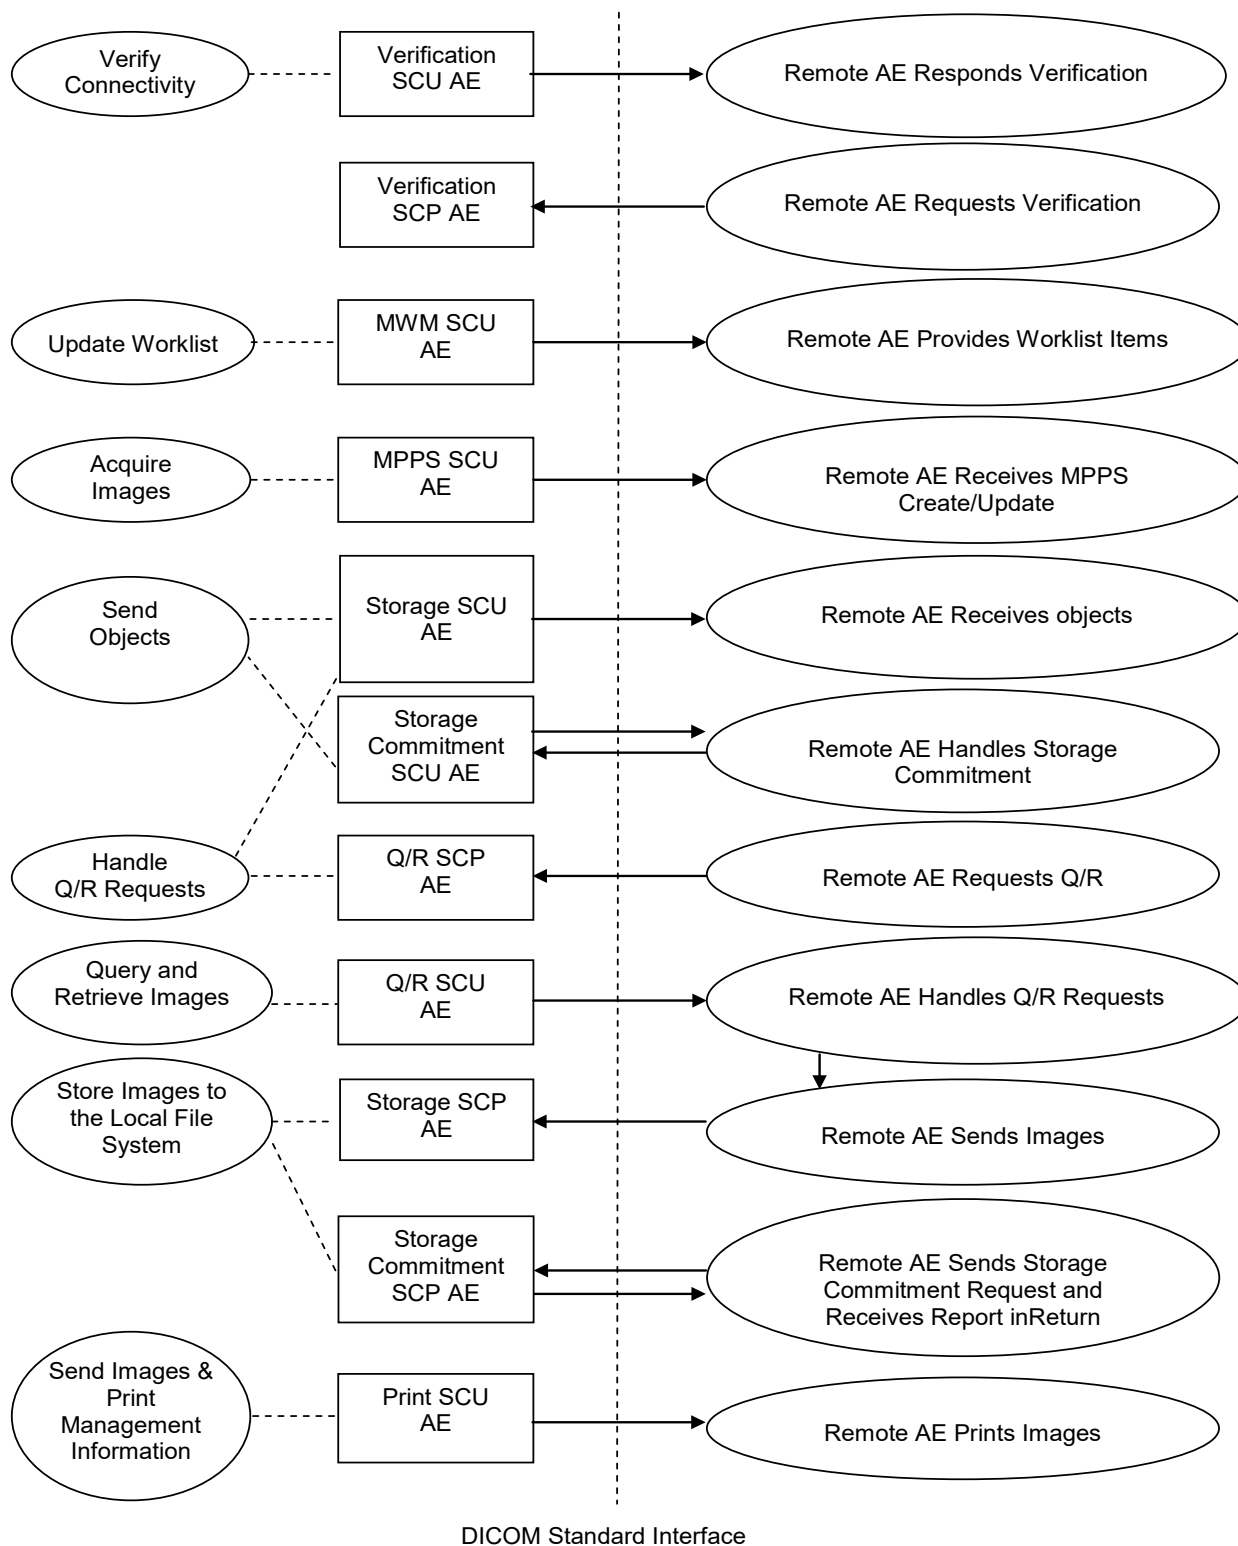 Verify
Connectivity
Verification
SCU AE
Remote AE Responds Verification
Verification
SCP AE
Remote AE Requests Verification
Update Worklist
MWM SCU
AE
Remote AE Provides Worklist Items
Acquire
Images
MPPS SCU
AE
Remote AE Receives MPPS
Create/Update
Send
Objects
Storage SCU
AE
Remote AE Receives objects
Storage
Commitment
SCU AE
Remote AE Handles Storage
Commitment
Handle
Q/R Requests
Q/R SCP
AE
Remote AE Requests Q/R
Query and
Retrieve Images
Q/R SCU
AE
Remote AE Handles Q/R Requests
Store Images to
the Local File
System
Storage SCP
AE
Remote AE Sends Images
Storage
Commitment
SCP AE
Remote AE Sends Storage
Commitment Request and
Receives Report inReturn
Send Images &
Print
Management
Information
Print SCU
AE
Remote AE Prints Images
DICOM Standard Interface